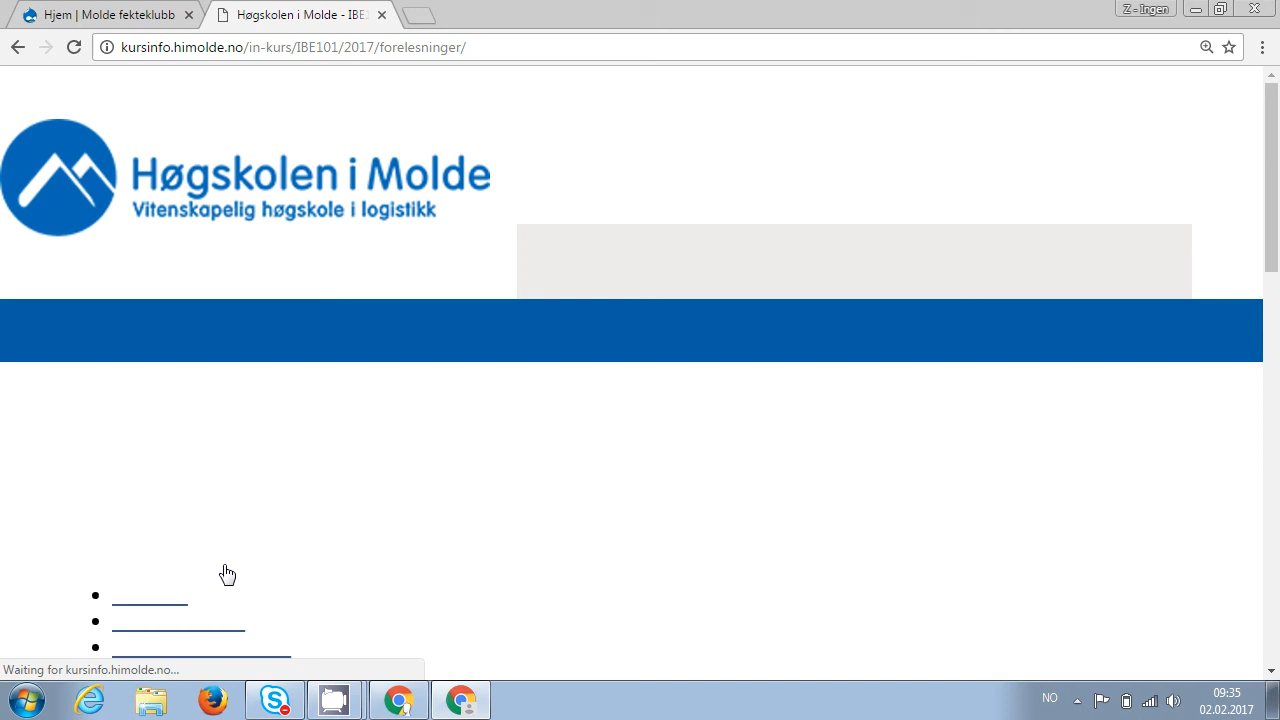 Hjem | Molde fekteklubb
Høgskolen i Molde - IBE1
Z - Ingen
kursinfo.himolde.no/in-kurs/IBE101/2017/forelesninger/
Høgskolen i Molde
Vitenskapelig høgskole i logistikk
Waiting for kursinfo.himolde.no...
NO
09:35
02.02.2017